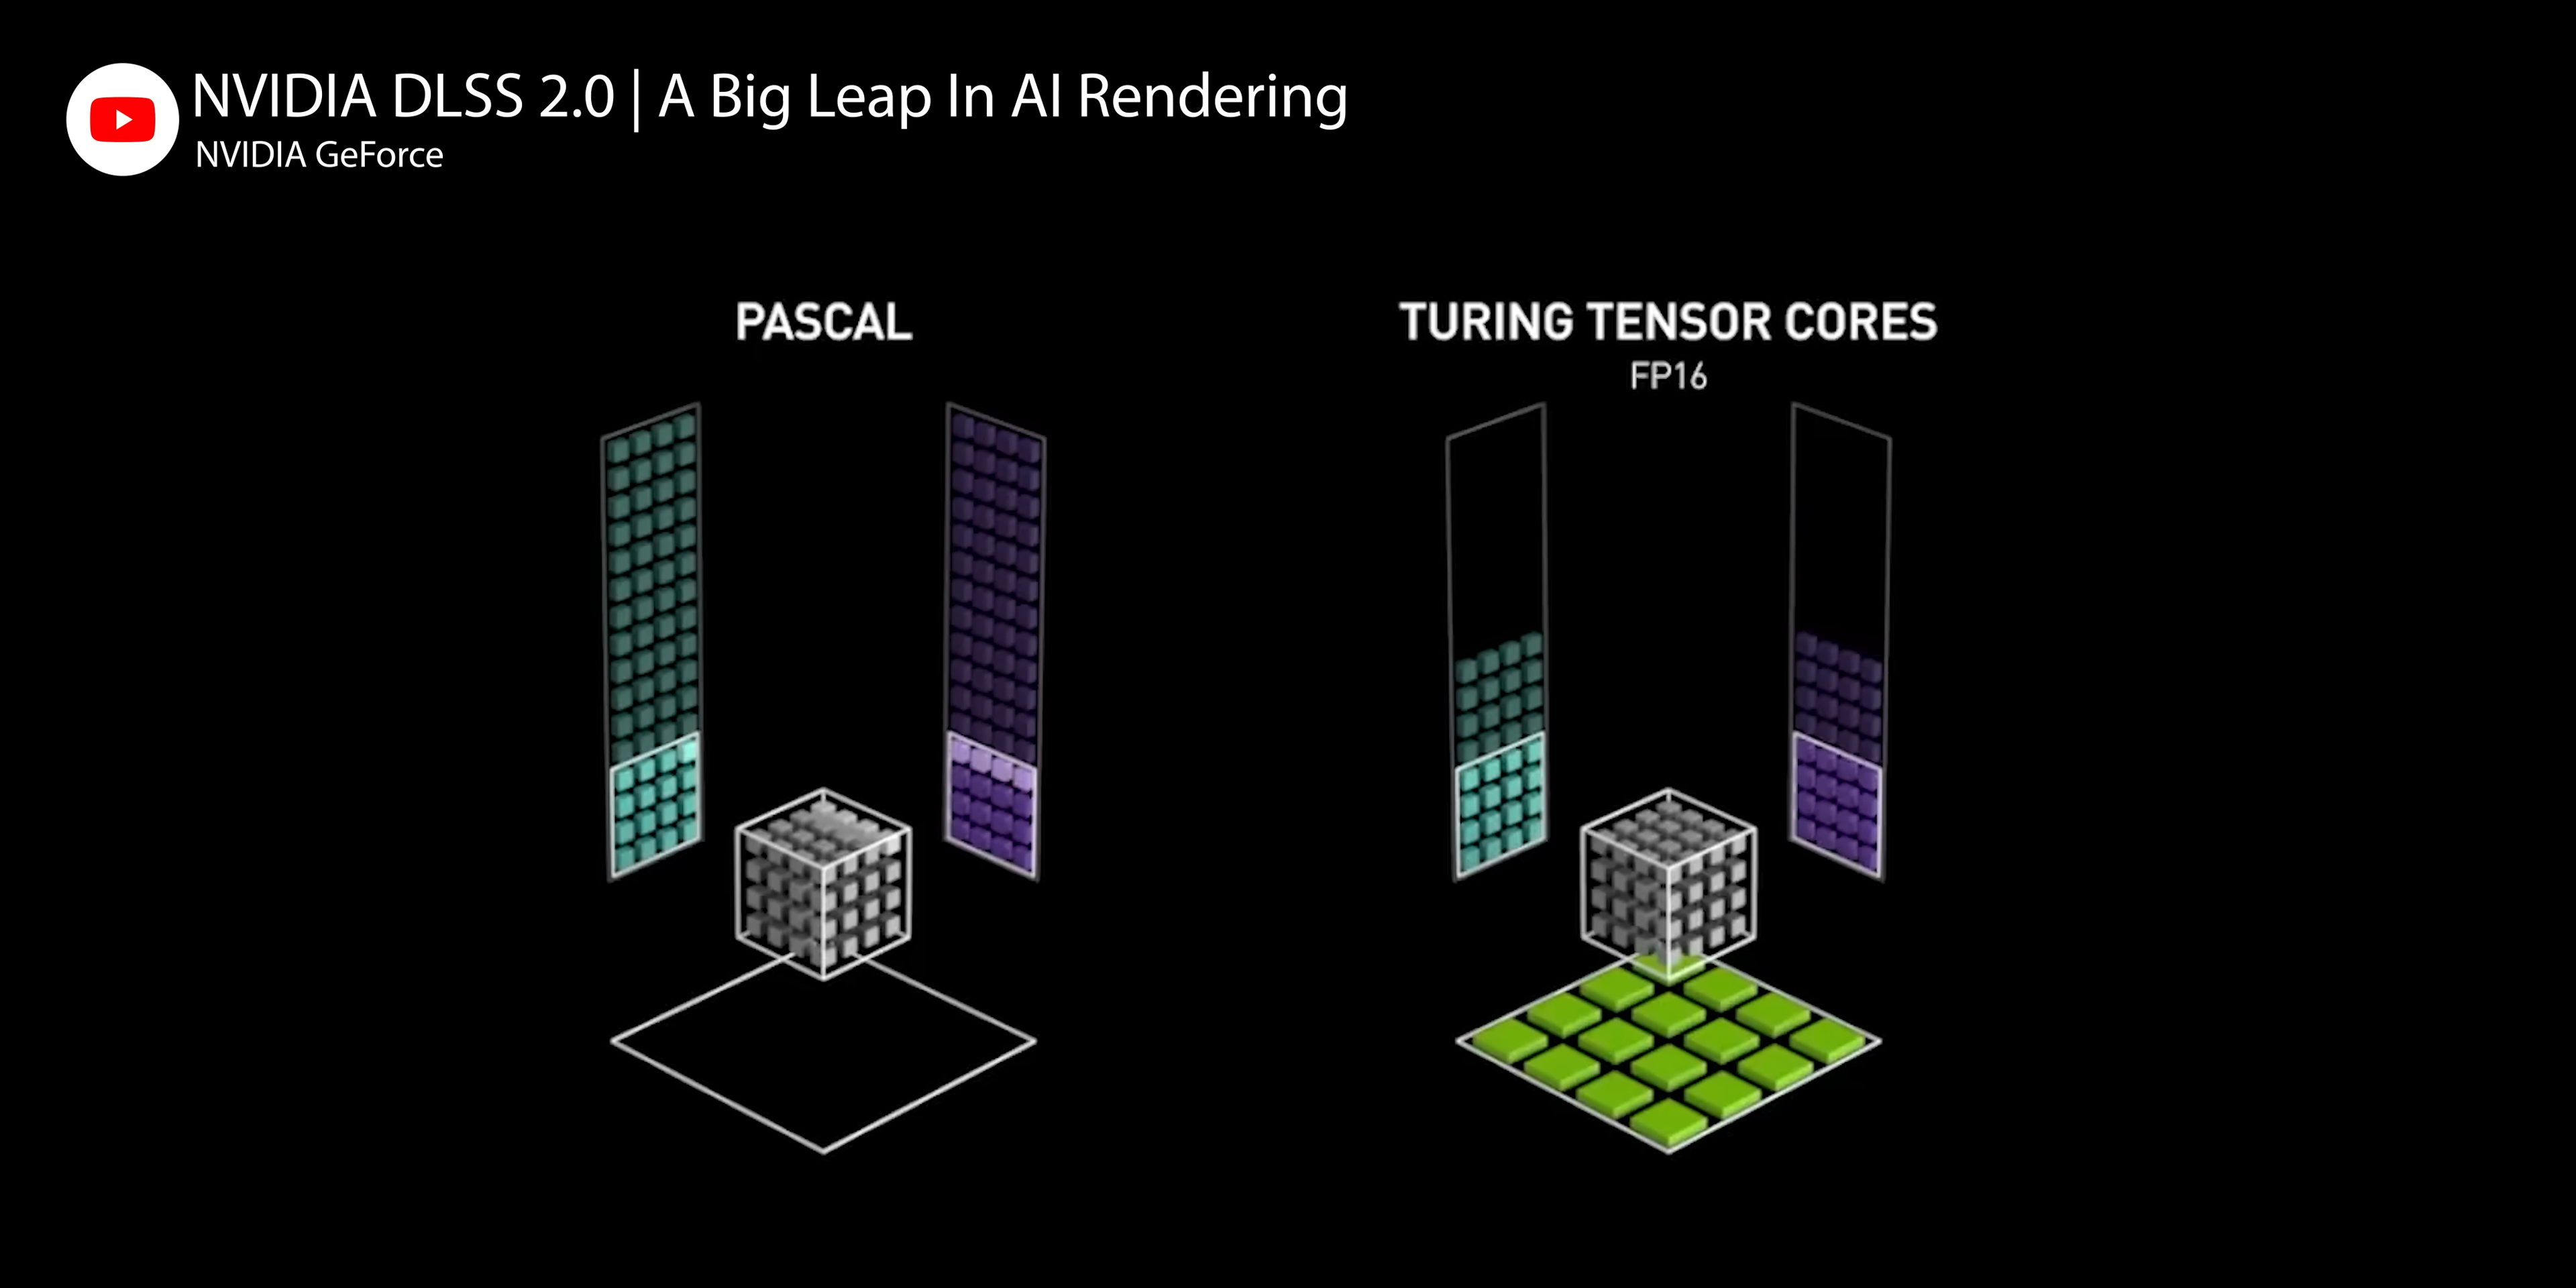 NVIDIA DLSS 2.0 | A Big Leap In AI Rendering
NVIDIA GeForce
PASCAL
TURING TENSOR CORES
FP16